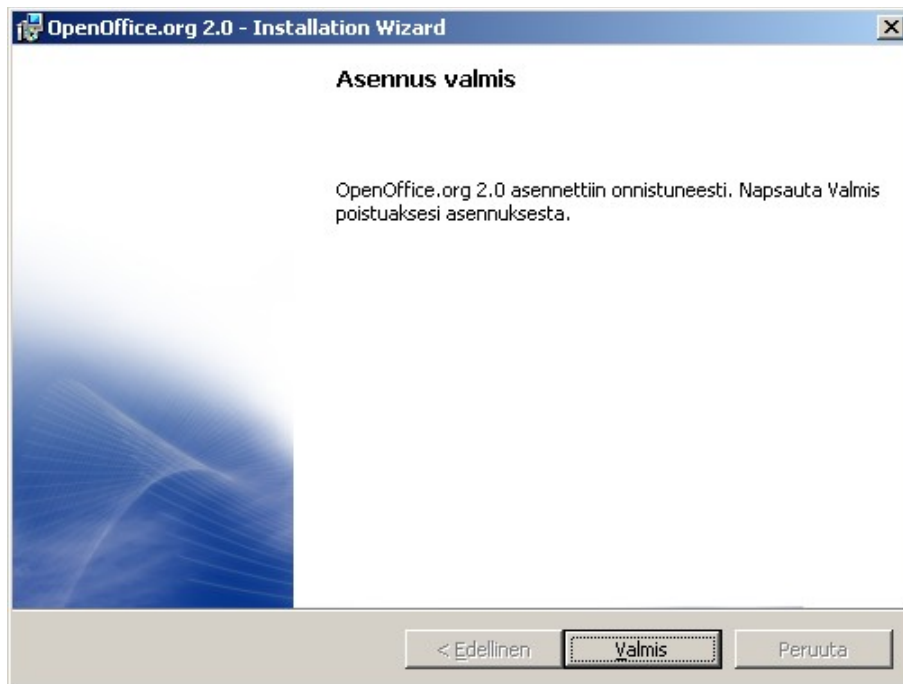 OpenOffice.org 2.0 - Installation Wizard
Asennus valmis
OpenOffice.org 2.0 asennettiin onnistuneesti. Napsauta Valmis
poistuaksesi asennuksesta.
< Edellinen
Valmis
Peruuta